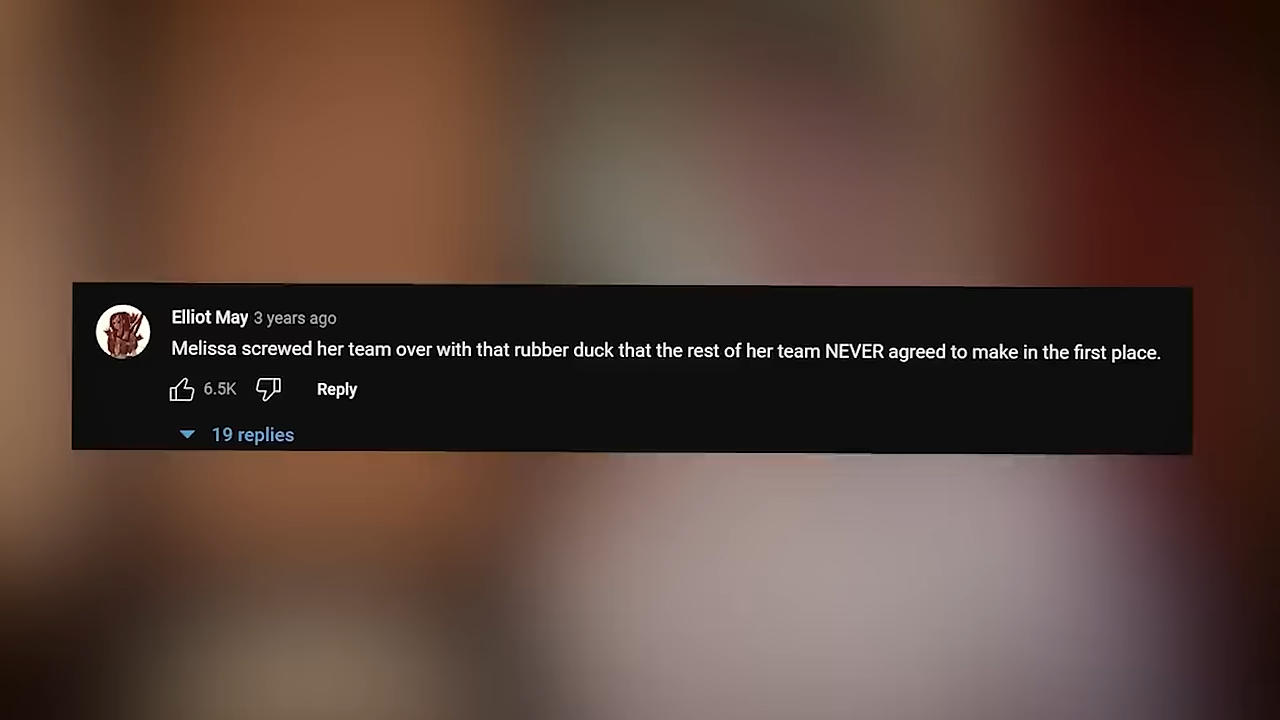 Elliot May 3 years ago
Melissa screwed her team over with that rubber duck that the rest of her team NEVER agreed to make in the first place.
6.5K Reply
19 replies